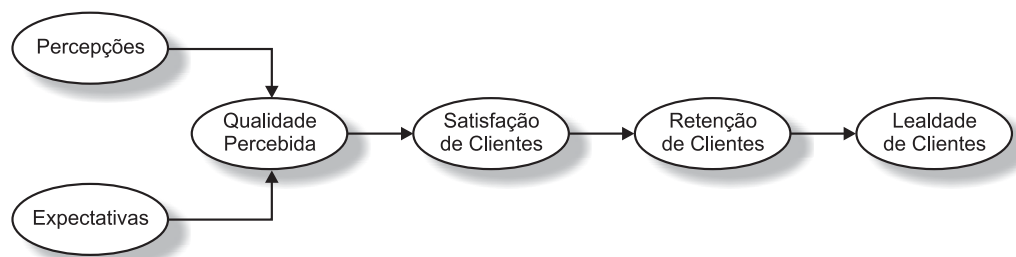 Percepções
Qualidade
Percebida
Satisfação
de Clientes
Retenção
de Clientes
Lealdade
de Clientes
Expectativas